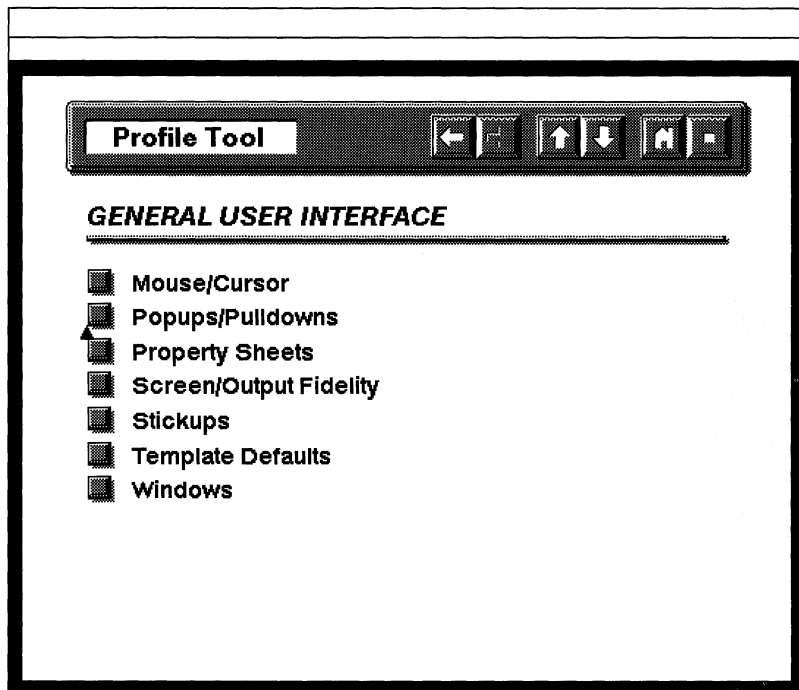 Profile Tool
GENERAL USER INTERFACE
Mouse/Cursor
Popups/Pulldowns
Property Sheets
Screen/Output Fidelity
Stickups
Template Defaults
Windows